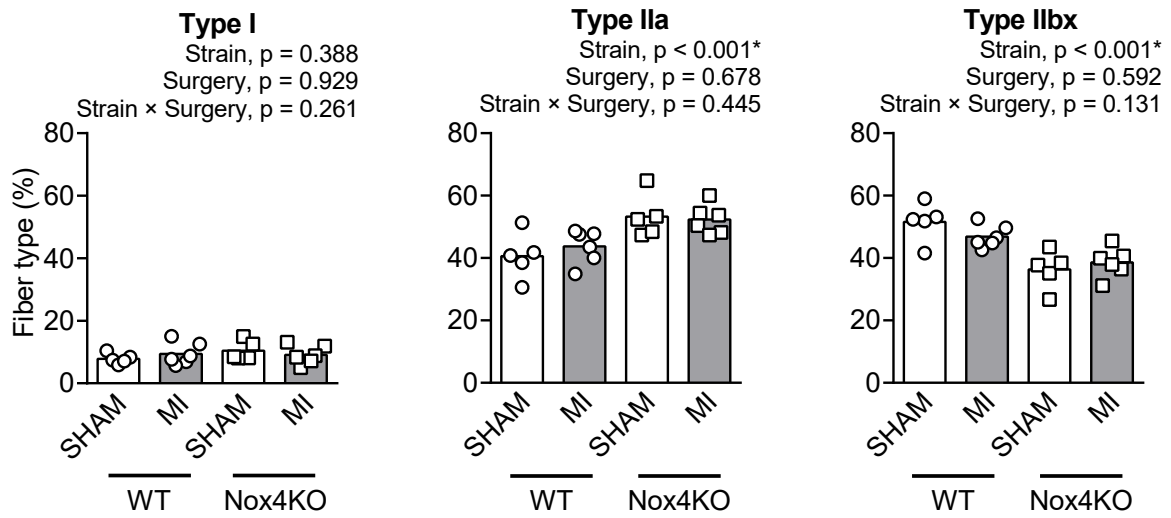 Type I
Strain, p = 0.388
Surgery, p = 0.929
Strain × Surgery, p = 0.261
Fiber type (%)
80
60
40
20
0
SHAM
MI
SHAM
MI
WT
Nox4KO
Type IIa
Strain, p < 0.001*
Surgery, p = 0.678
Strain × Surgery, p = 0.445
80
60
40
20
0
SHAM
MI
SHAM
MI
WT
Nox4KO
Type IIbx
Strain, p < 0.001*
Surgery, p = 0.592
Strain × Surgery, p = 0.131
80
60
40
20
0
SHAM
MI
SHAM
MI
WT
Nox4KO